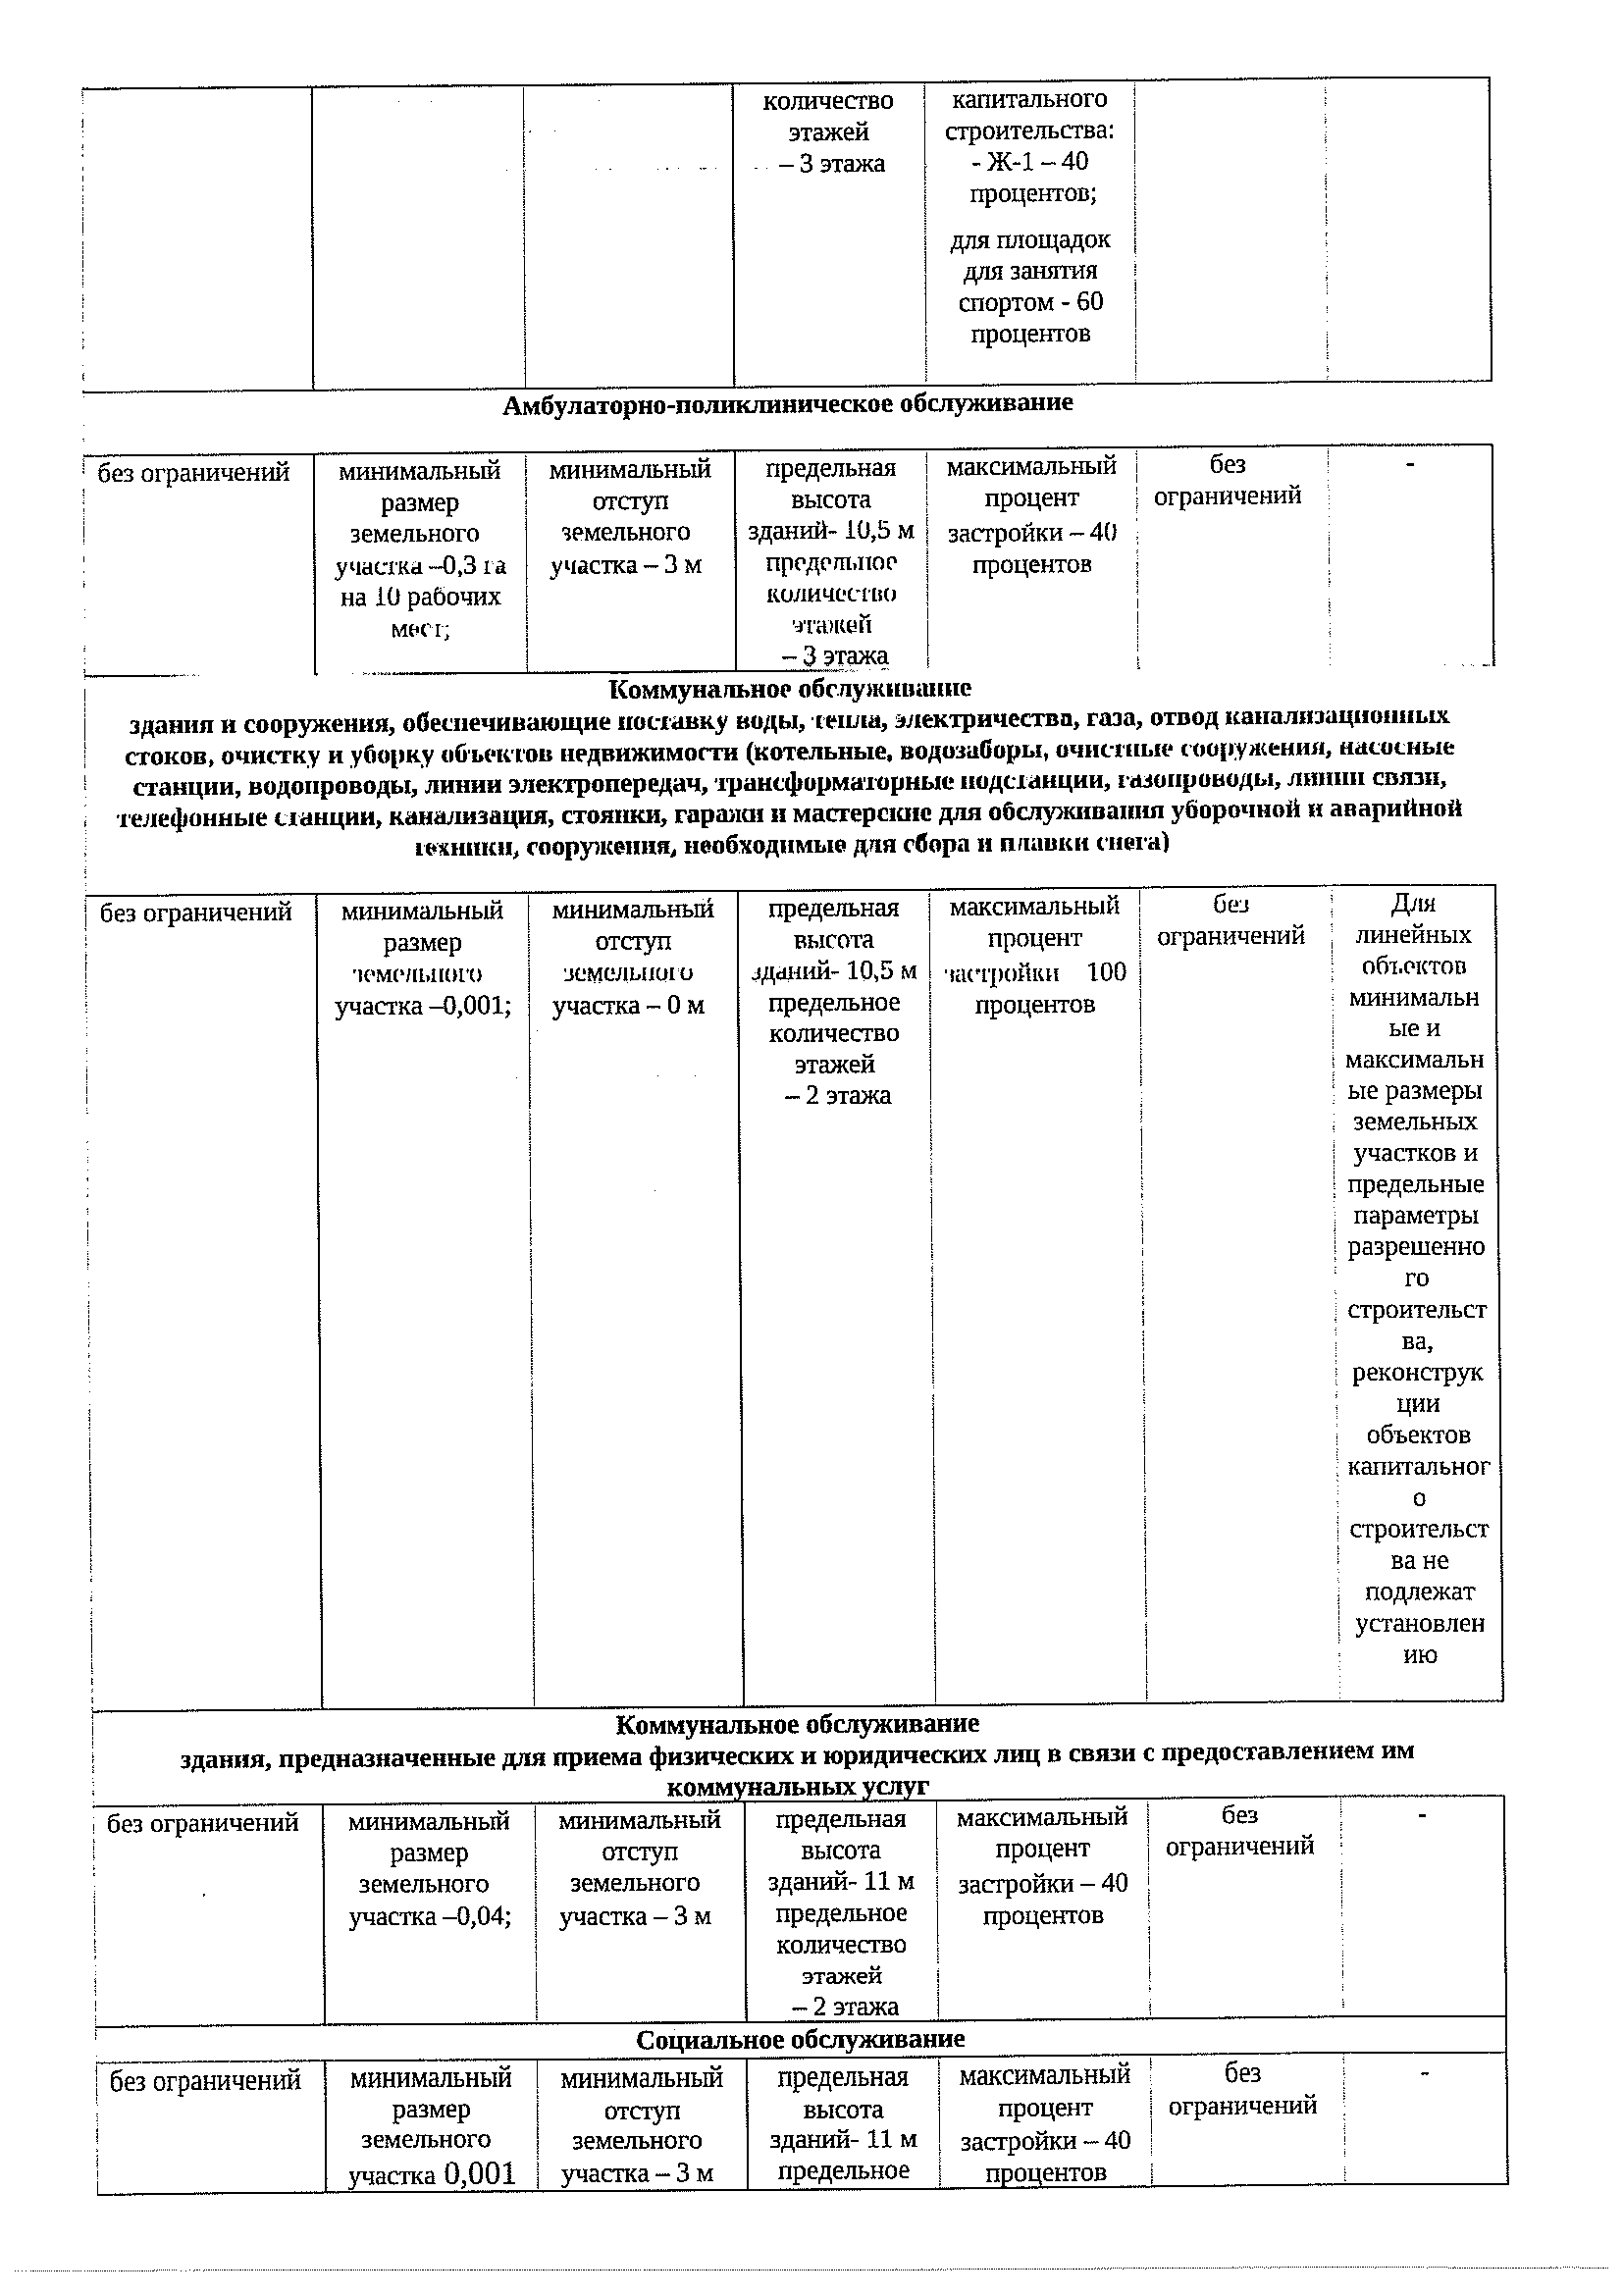 количество
этажей
– 3 этажа
капитального
строительства:
- Ж-1 – 40
процентов;
для площадок
для занятия
спортом - 60
процентов
Амбулаторно-поликлиническое обслуживание
без ограничений
минимальный
размер
земельного
участка –0,3 га
на 10 рабочих
мест;
минимальный
отступ
земельного
участка – 3 м
предельная
высота
зданий- 10,5 м
предельное
количество
этажей
– 3 этажа
максимальный
процент
застройки – 40
процентов
без
ограничений
-
Коммунальное обслуживание
здания и сооружения, обеспечивающие поставку воды, тепла, электричества, газа, отвод канализационных
стоков, очистку и уборку объектов недвижимости (котельные, водозаборы, очистные сооружения, насосные
станции, водопроводы, линии электропередач, трансформаторные подстанции, газопроводы, линии связи,
телефонные станции, канализация, стоянки, гаражи и мастерские для обслуживания уборочной и аварийной
техники, сооружения, необходимые для сбора и плавки снега)
без ограничений
минимальный
размер
земельного
участка –0,001;
минимальный
отступ
земельного
участка – 0 м
предельная
высота
зданий- 10,5 м
предельное
количество
этажей
– 2 этажа
максимальный
процент
застройки 100
процентов
без
ограничений
Для
линейных
объектов
минимальн
ые и
максимальн
ые размеры
земельных
участков и
предельные
параметры
разрешенно
го
строительст
ва,
реконструк
ции
объектов
капитальног
о
строительст
ва не
подлежат
установлен
ию
Коммунальное обслуживание
здания, предназначенные для приема физических и юридических лиц в связи с предоставлением им
коммунальных услуг
без ограничений
минимальный
размер
земельного
участка –0,04;
минимальный
отступ
земельного
участка – 3 м
предельная
высота
зданий- 11 м
предельное
количество
этажей
– 2 этажа
максимальный
процент
застройки – 40
процентов
без
ограничений
-
Социальное обслуживание
без ограничений
минимальный
размер
земельного
участка 0,001
минимальный
отступ
земельного
участка – 3 м
предельная
высота
зданий- 11 м
предельное
максимальный
процент
застройки – 40
процентов
без
ограничений
-